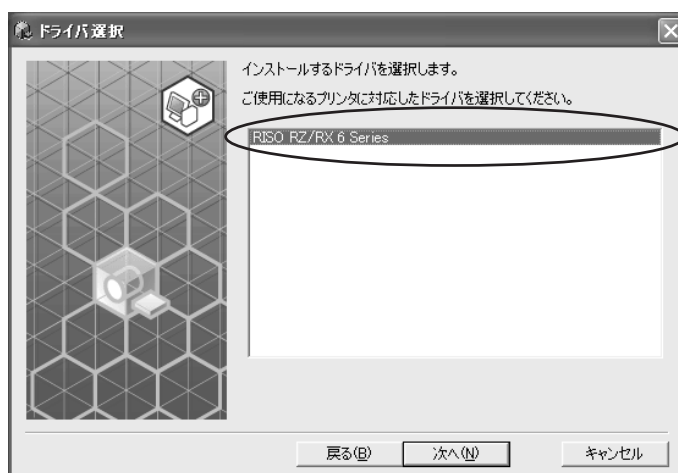 ドライバ選択
インストールするドライバを選択します。
ご使用になるプリンタに対応したドライバを選択してください。
RISO RZ/RX 6 Series
戻る(B)
次へ(N)
キャンセル